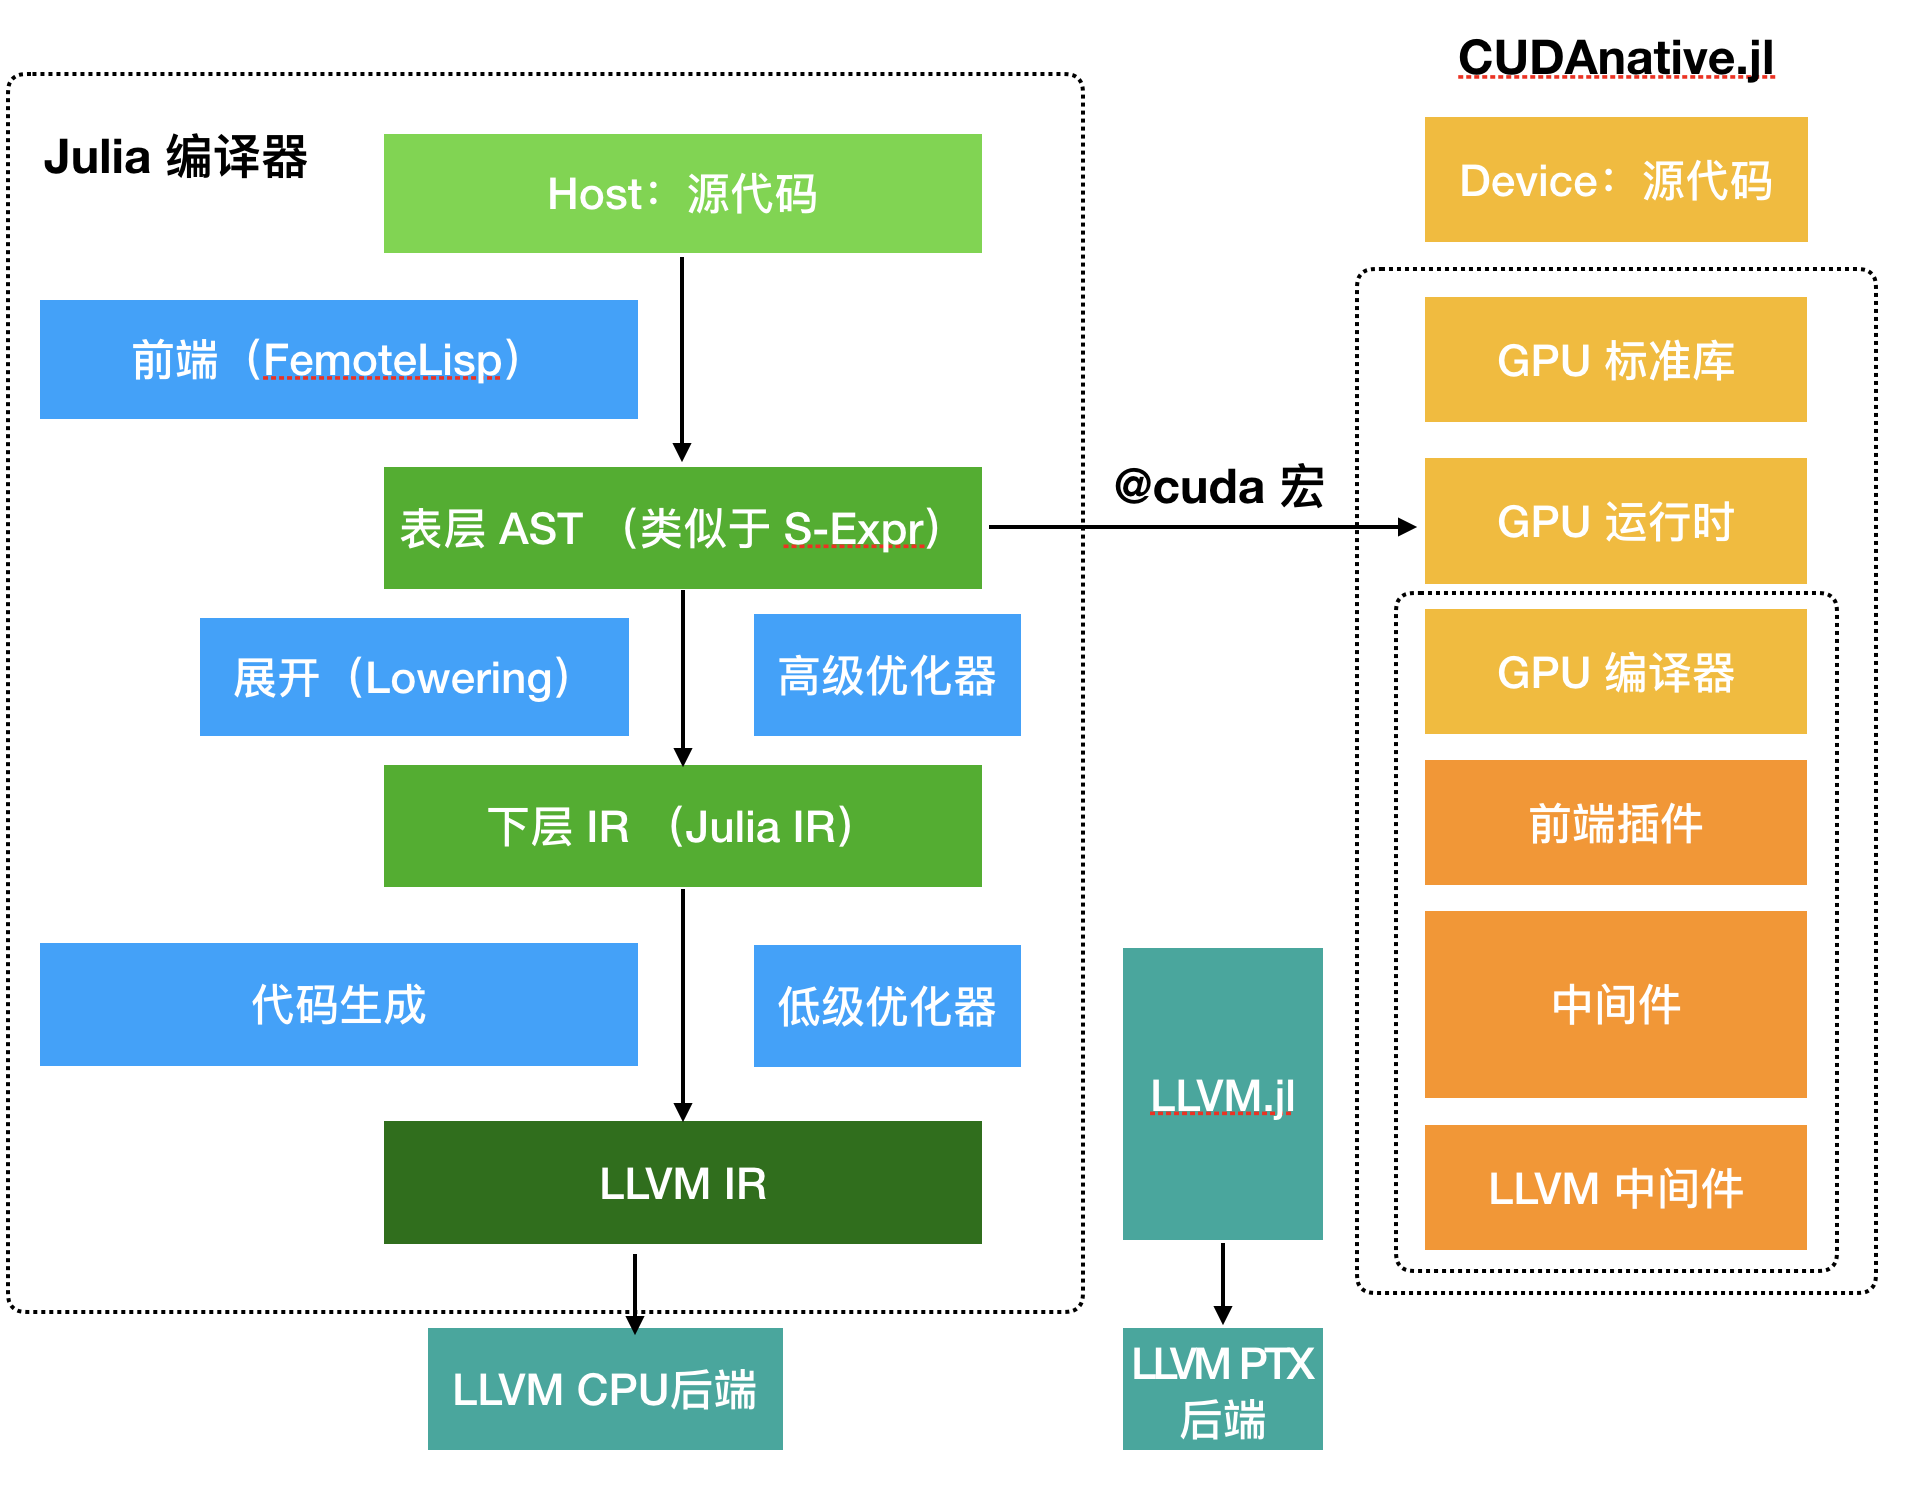 CUDAnative.jl
Julia 编译器
Host：源代码
Device：源代码
前端（FemoteLisp）
GPU 标准库
@cuda 宏
表层 AST （类似于 S-Expr）
GPU 运行时
展开（Lowering）
高级优化器
GPU 编译器
下层 IR （Julia IR）
前端插件
代码生成
低级优化器
中间件
LLVM.jl
LLVM IR
LLVM 中间件
LLVM CPU后端
LLVM PTX
后端